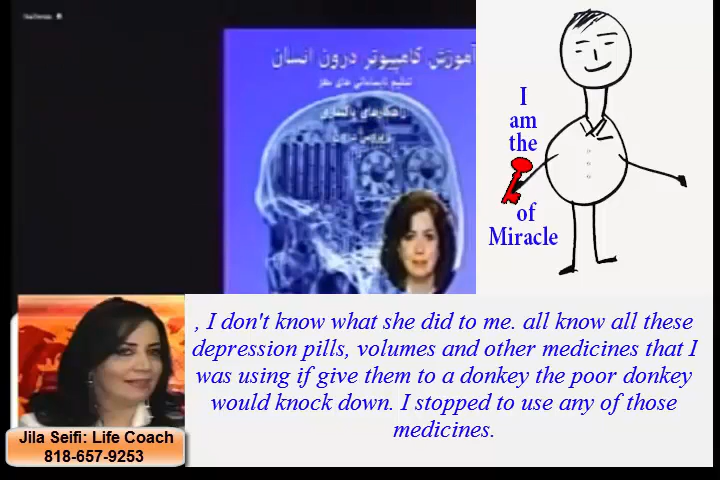 آموزش کامپیوتر درون انسان
I
am
the
of
Miracle
, I don't know what she did to me. all know all these
depression pills, volumes and other medicines that I
was using if give them to a donkey the poor donkey
would knock down. I stopped to use any of those
medicines.
Jila Seifi: Life Coach
818-657-9253